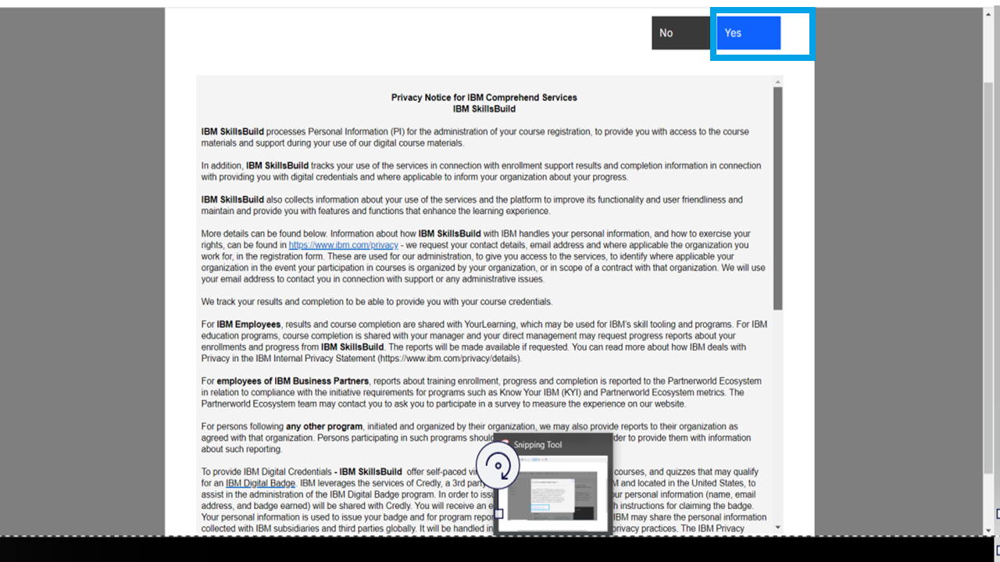 No
Yes
Privacy Notice for IBM Comprehend Services
IBM SkillsBuild
IBM SkillsBuild processes Personal Information (PI) for the administration of your course registration, to provide you with access to the course
materials and support during your use of our digital course materials.
In addition, IBM SkillsBuild tracks your use of the services in connection with enrollment support results and completion information in connection
with providing you with digital credentials and where applicable to inform your organization about your progress.
IBM SkillsBuild also collects information about your use of the services and the platform to improve its functionality and user friendliness and
maintain and provide you with features and functions that enhance the learning experience.
More details can be found below. Information about how IBM SkillsBuild with IBM handles your personal information, and how to exercise your
rights, can be found in https://www.ibm.com/privacy - we request your contact details, email address and where applicable the organization you
work for, in the registration form. These are used for our administration, to give you access to the services, to identify where applicable your
organization in the event your participation in courses is organized by your organization, or in scope of a contract with that organization. We will use
your email address to contact you in connection with support or any administrative issues.
We track your results and completion to be able to provide you with your course credentials.
For IBM Employees, results and course completion are shared with YourLearning, which may be used for IBM's skill tooling and programs. For IBM
education programs, course completion is shared with your manager and your direct management may request progress reports about your
enrollments and progress from IBM SkillsBuild. The reports will be made available if requested. You can read more about how IBM deals with
Privacy in the IBM Internal Privacy Statement (https://www.ibm.com/privacy/details).
For employees of IBM Business Partners, reports about training enrollment, progress and completion is reported to the Partnerworld Ecosystem
in relation to compliance with the initiative requirements for programs such as Know Your IBM (KYI) and Partnerworld Ecosystem metrics. The
Partnerworld Ecosystem team may contact you to ask you to participate in a survey to measure the experience on our website.
For persons following any other program, initiated and organized by their organization, we may also provide reports to their organization as
agreed with that organization. Persons participating in such programs should der to provide them with information
about such reporting.
Snipping Tool
To provide IBM Digital Credentials - IBM SkillsBuild offer self-paced courses, and quizzes that may qualify
for an IBM Digital Badge. IBM leverages the services of Credly, a 3rd party M and located in the United States, to
assist in the administration of the IBM Digital Badge program. In order to issu ur personal information (name, email
address, and badge earned) will be shared with Credly. You will receive an e h instructions for claiming the badge.
Your personal information is used to issue your badge and for program repor IBM may share the personal information
collected with IBM subsidiaries and third parties globally. It will be handled in privacy practices. The IBM Privacy